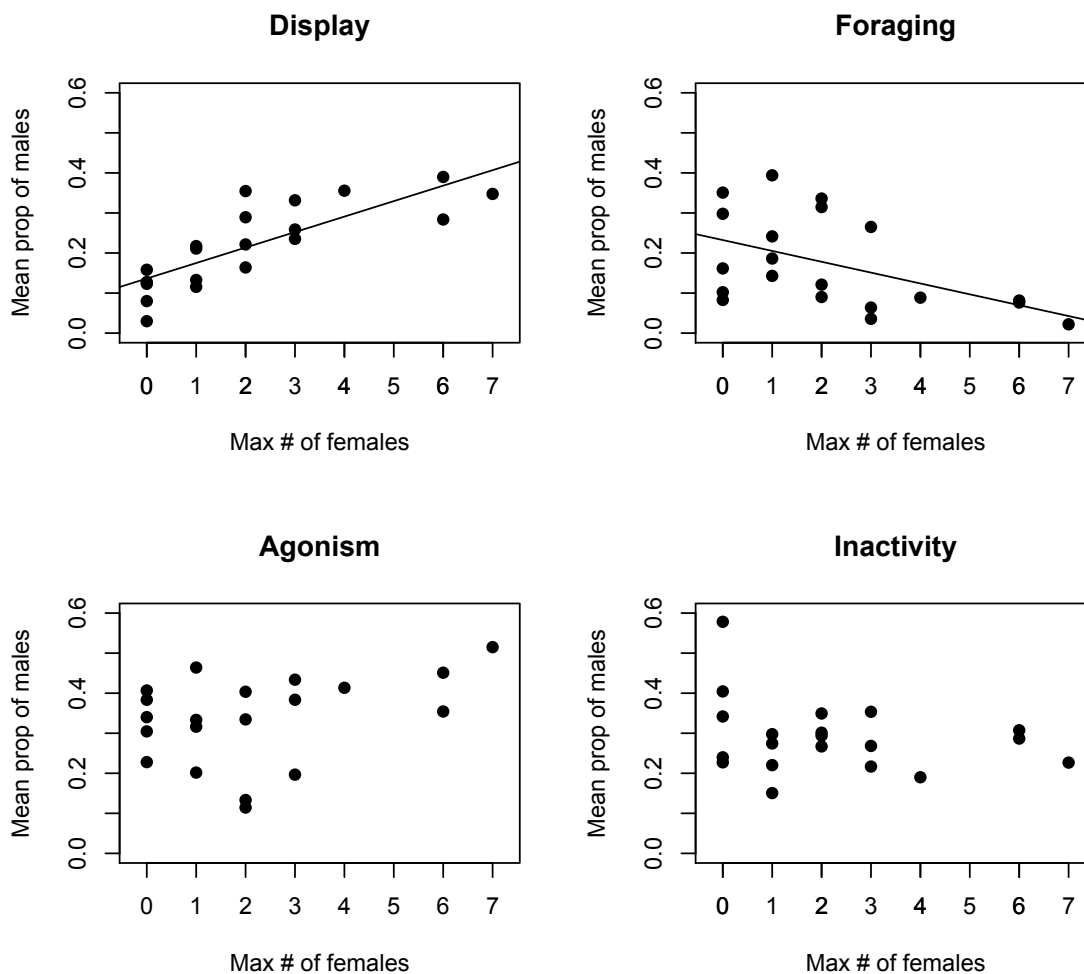 Display
Mean prop of males
0.0 0.2 0.4 0.6
0 1 2 3 4 5 6 7
Max # of females
Foraging
Mean prop of males
0.0 0.2 0.4 0.6
0 1 2 3 4 5 6 7
Max # of females
Agonism
Mean prop of males
0.0 0.2 0.4 0.6
0 1 2 3 4 5 6 7
Max # of females
Inactivity
Mean prop of males
0.0 0.2 0.4 0.6
0 1 2 3 4 5 6 7
Max # of females